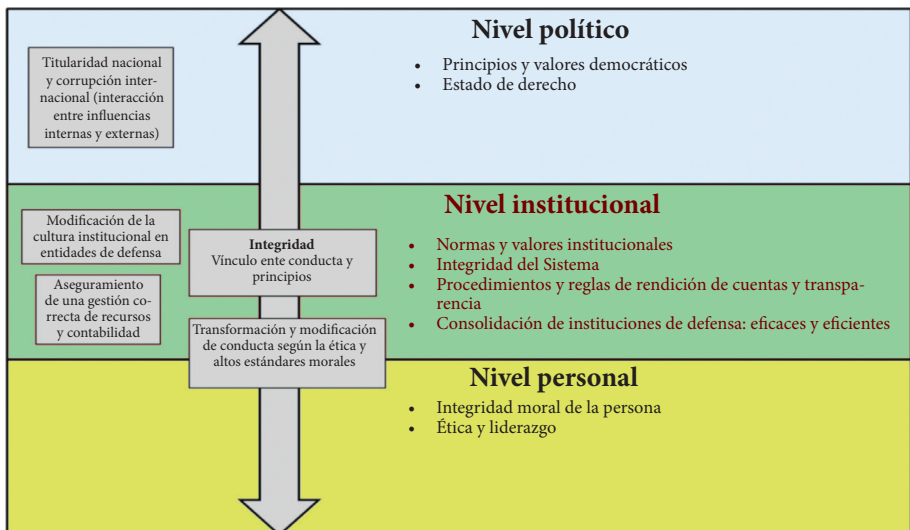 Nivel político
• Principios y valores democráticos
• Estado de derecho
Titularidad nacional
y corrupción inter-
nacional (interacción
entre influencias
internas y externas)
Nivel institucional
• Normas y valores institucionales
• Integridad del Sistema
• Procedimientos y reglas de rendición de cuentas y transpa-
rencia
• Consolidación de instituciones de defensa: eficaces y eficientes
Modificación de la
cultura institucional en
entidades de defensa
Aseguramiento
de una gestión co-
rrecta de recursos
y contabilidad
Integridad
Vínculo ente conducta y
principios
Transformación y modificación
de conducta según la ética y
altos estándares morales
Nivel personal
• Integridad moral de la persona
• Ética y liderazgo